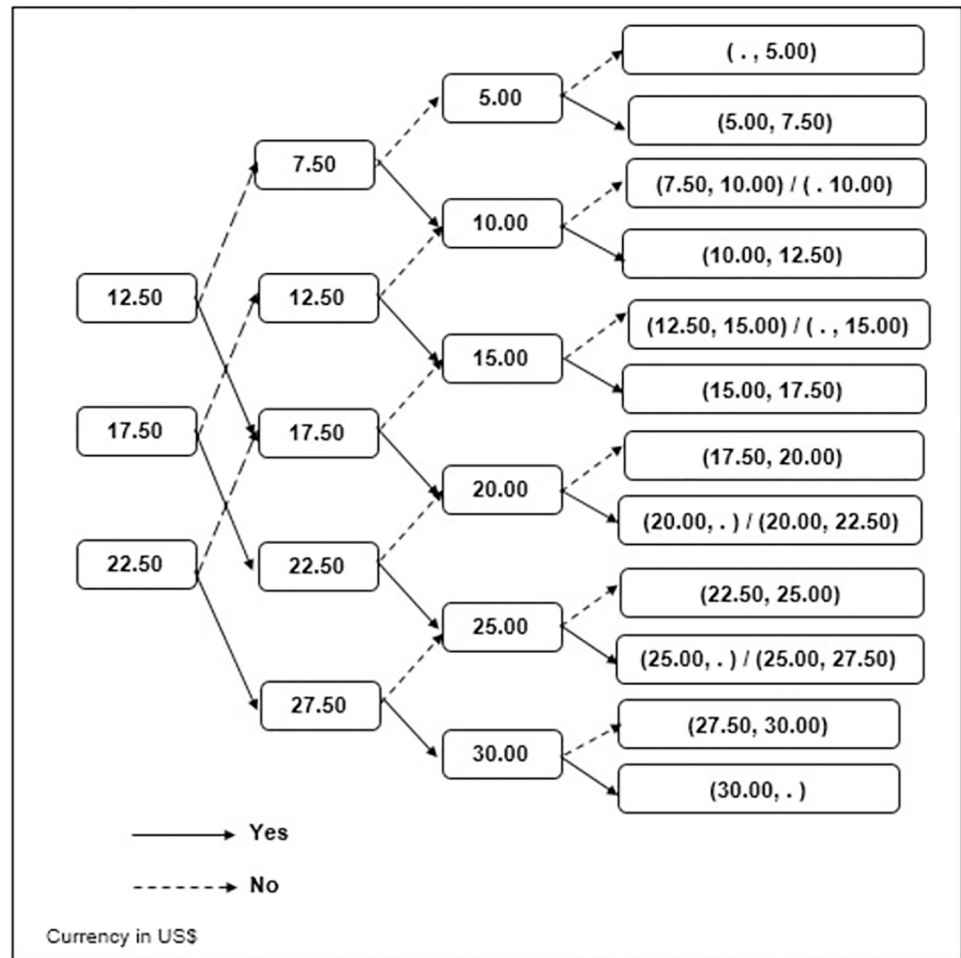 ( . , 5.00)
5.00
(5.00, 7.50)
7.50
(7.50, 10.00) / ( . 10.00)
10.00
(10.00, 12.50)
12.50
12.50
(12.50, 15.00) / ( . , 15.00)
15.00
(15.00, 17.50)
17.50
17.50
(17.50, 20.00)
20.00
(20.00, . ) / (20.00, 22.50)
22.50
22.50
(22.50, 25.00)
25.00
(25.00, . ) / (25.00, 27.50)
27.50
(27.50, 30.00)
30.00
(30.00, . )
Yes
No
Currency in US$